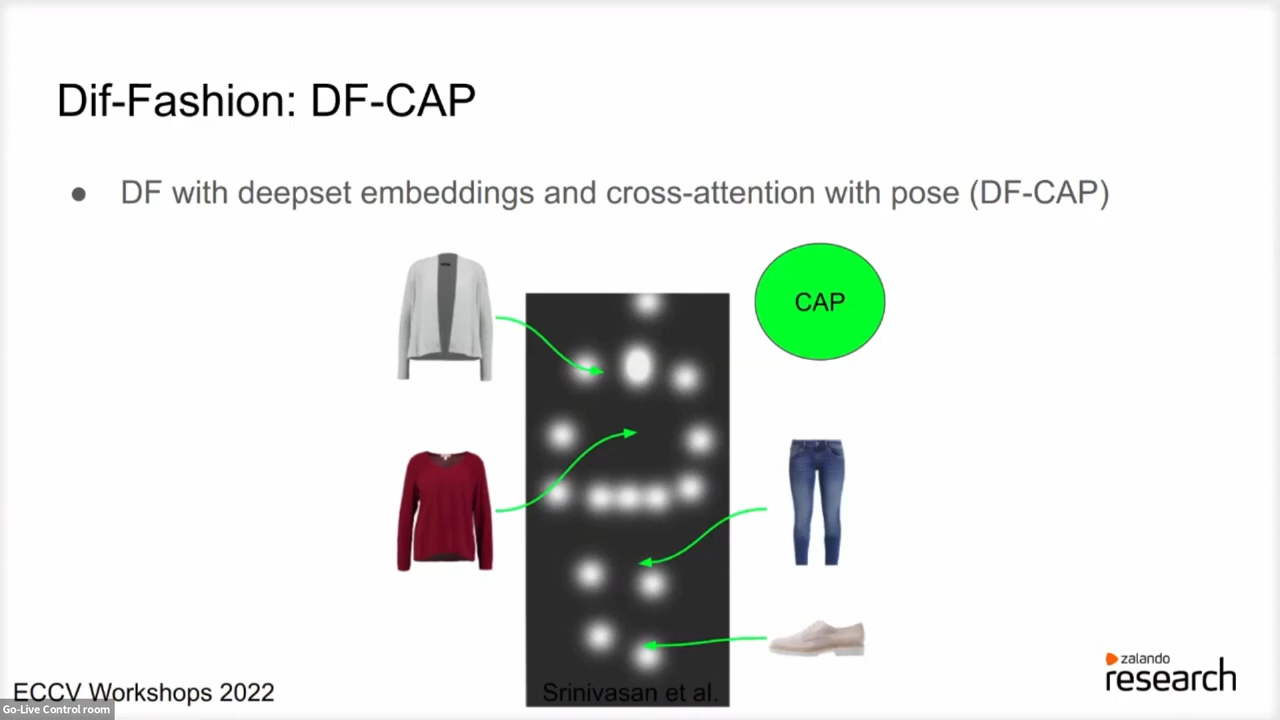 Dif-Fashion: DF-CAP
● DF with deepset embeddings and cross-attention with pose (DF-CAP)
CAP
zalando
research
ECCV Workshops 2022
Srinivasan et al.
Go-Live Control room